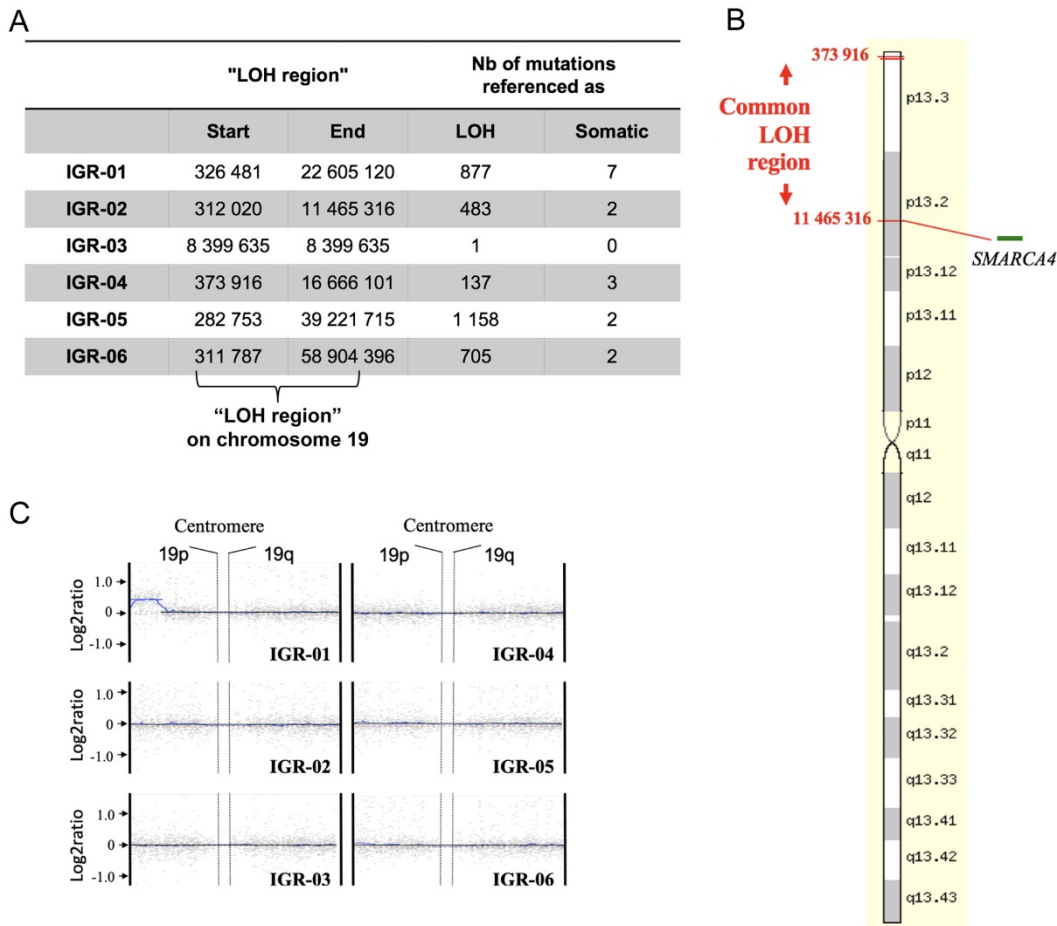 A
"LOH region" Nb of mutations
referenced as
Start End LOH Somatic
IGR-01 326 481 22 605 120 877 7
IGR-02 312 020 11 465 316 483 2
IGR-03 8 399 635 8 399 635 1 0
IGR-04 373 916 16 666 101 137 3
IGR-05 282 753 39 221 715 1 158 2
IGR-06 311 787 58 904 396 705 2
“LOH region”
on chromosome 19
B
373 916
Common
LOH
region
11 465 316
SMARCA4
p13.3
p13.2
p13.12
p13.11
p12
p11
q11
q12
q13.11
q13.12
q13.2
q13.31
q13.32
q13.33
q13.41
q13.42
q13.43
C
Centromere Centromere
19p 19q 19p 19q
Log2ratio 1.0 0 -1.0 IGR-01 IGR-04
Log2ratio 1.0 0 -1.0 IGR-02 IGR-05
Log2ratio 1.0 0 -1.0 IGR-03 IGR-06